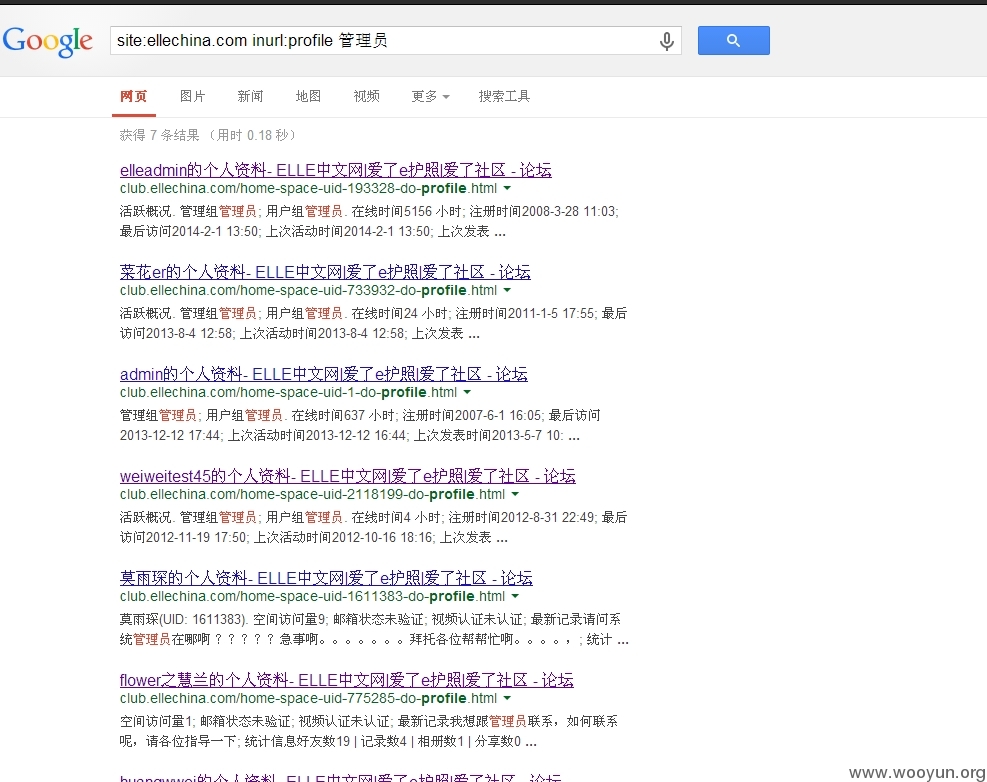 Google
site:ellechina.com inurl:profile 管理员
网页 图片 新闻 地图 视频 更多 搜索工具
获得 7 条结果 （用时 0.18 秒）
elleadmin的个人资料- ELLE中文网|爱了e护照|爱了社区 - 论坛
club.ellechina.com/home-space-uid-193328-do-profile.html
活跃概况. 管理组管理员; 用户组管理员. 在线时间5156 小时; 注册时间2008-3-28 11:03;
最后访问2014-2-1 13:50; 上次活动时间2014-2-1 13:50; 上次发表 ...
菜花er的个人资料- ELLE中文网|爱了e护照|爱了社区 - 论坛
club.ellechina.com/home-space-uid-733932-do-profile.html
活跃概况. 管理组管理员; 用户组管理员. 在线时间24 小时; 注册时间2011-1-5 17:55; 最后
访问2013-8-4 12:58; 上次活动时间2013-8-4 12:58; 上次发表 ...
admin的个人资料- ELLE中文网|爱了e护照|爱了社区 - 论坛
club.ellechina.com/home-space-uid-1-do-profile.html
管理组管理员; 用户组管理员. 在线时间637 小时; 注册时间2007-6-1 16:05; 最后访问
2013-12-12 17:44; 上次活动时间2013-12-12 16:44; 上次发表时间2013-5-7 10: ...
weiweitest45的个人资料- ELLE中文网|爱了e护照|爱了社区 - 论坛
club.ellechina.com/home-space-uid-2118199-do-profile.html
活跃概况. 管理组管理员; 用户组管理员. 在线时间4 小时; 注册时间2012-8-31 22:49; 最后
访问2012-11-19 17:50; 上次活动时间2012-10-16 18:16; 上次发表 ...
莫雨琛的个人资料- ELLE中文网|爱了e护照|爱了社区 - 论坛
club.ellechina.com/home-space-uid-1611383-do-profile.html
莫雨琛(UID: 1611383). 空间访问量9; 邮箱状态未验证; 视频认证未认证; 最新记录请问系
统管理员在哪啊？？？？？急事啊。。。。。。。拜托各位帮帮忙啊。。。。，; 统计 ...
flower之慧兰的个人资料- ELLE中文网|爱了e护照|爱了社区 - 论坛
club.ellechina.com/home-space-uid-775285-do-profile.html
空间访问量1; 邮箱状态未验证; 视频认证未认证; 最新记录我想跟管理员联系，如何联系
呢，请各位指导一下; 统计信息好友数19 | 记录数4 | 相册数1 | 分享数0 ...
的个人资料- ELLE中文网|爱了e护照|爱了社区 - 论坛
www.wooyun.org